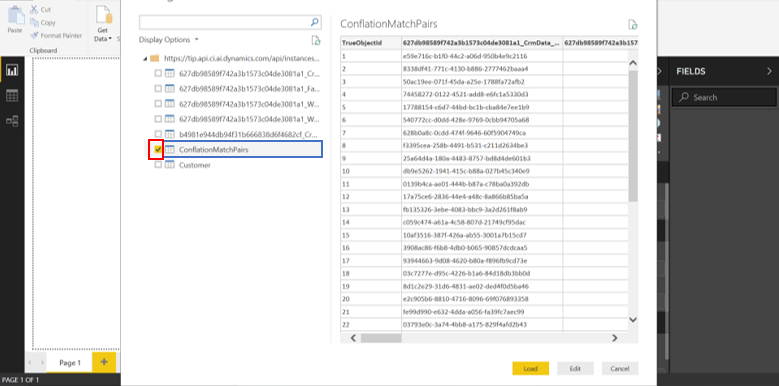 Cut
Copy
Format Painter
Paste
Clipboard
Get
Data
Display Options
https://tip.api.ci.ai.dynamics.com/api/instances...
627db98589f742a3b1573c04de3081a1_Cr...
627db98589f742a3b1573c04de3081a1_Fa...
627db98589f742a3b1573c04de3081a1_W...
627db98589f742a3b1573c04de3081a1_W...
b4981e944db94f31b666838d6f4682cf_Cr...
ConflationMatchPairs
Customer
ConflationMatchPairs
TrueObjectId 627db98589f742a3b1573c04de3081a1_CrmData_... 627db98589f742a3b1573
1 e59e716c-b1f0-44c2-a06d-950b4e9c2116
2 8338df41-771c-4130-b886-2777462baaa4
3 50ac19ee-071f-45da-a25e-1788fa72afb2
4 74458272-0122-4521-add8-e6fc1a5330d3
5 17788154-c6d7-44bd-bc1b-cba84e7ee1b9
6 540772cc-d0dd-428e-9769-0cbb94705a68
7 628b0a8c-0cdd-474f-9646-60f5904749ca
8 f3395cea-258b-4491-b531-c211d2634be3
9 25a64d4a-180a-4483-8757-bd8d4de601b3
10 db9e5262-1941-415c-b88a-027b45c340e9
11 0139b4ca-ae01-444b-b87a-c78ba0a392db
12 17a75ce6-2836-44e4-a48c-8a866b85ba5a
13 fb135326-3ebe-4083-bbc9-3a2d261f8ab9
14 c059c474-a61a-4c58-807d-21749cf95dac
15 10af3516-387f-426a-ab55-3001a7b15cd7
16 3908ac86-f6b8-4db0-b065-90857dcdcaa5
17 93944663-9d08-4620-b80a-f896fb9cd73e
18 03c7277e-d95c-4226-b1a6-84d18db3bb0d
19 8d1c2e29-31d6-4831-ae02-ded4f0d5ba46
20 e2c905b6-8810-4716-8096-69f076893358
21 fe99d990-e632-4dda-a056-fa39fc7aec99
22 03793e0c-3a74-4bb8-a175-829f4afd2b43
Load
Edit
Cancel
FIELDS
Search
Page 1
PAGE 1 OF 1